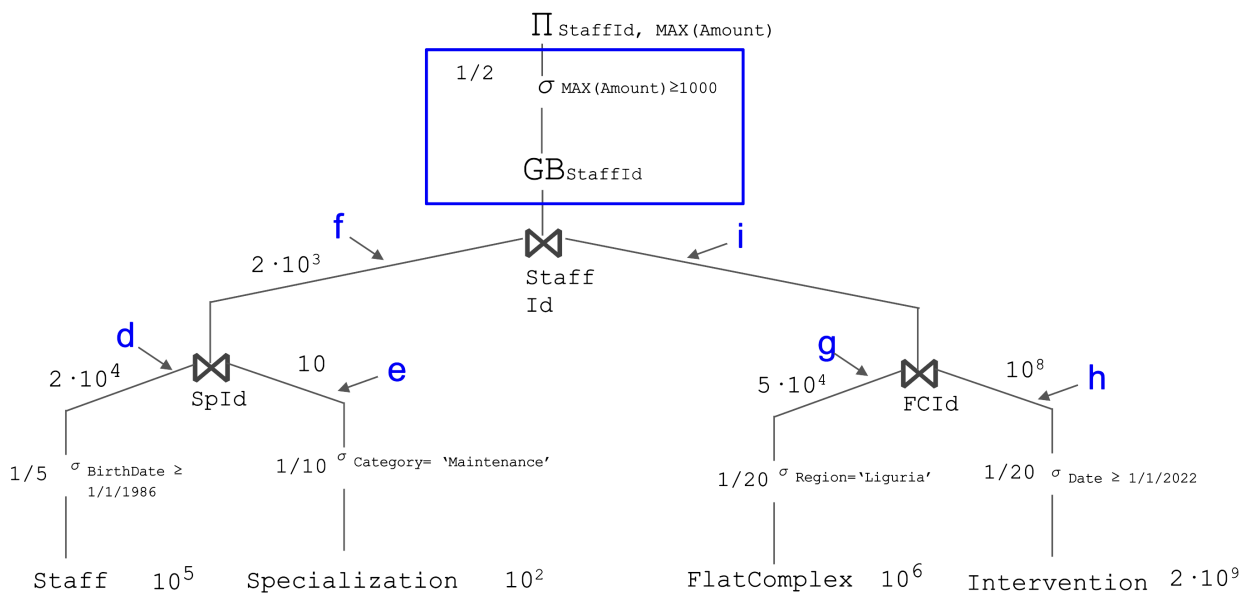 Π StaffId, MAX(Amount)
1/2
σ MAX(Amount)≥1000
GB StaffId
f
i
2·10³
Staff
Id
d
e
g
h
2·10⁴
10
5·10⁴
10⁸
SpId
FCId
1/5 σ BirthDate ≥
1/1/1986
1/10 σ Category= ‘Maintenance’
1/20 σ Region=‘Liguria’
1/20 σ Date ≥ 1/1/2022
Staff 10⁵
Specialization 10²
FlatComplex 10⁶
Intervention 2·10⁹